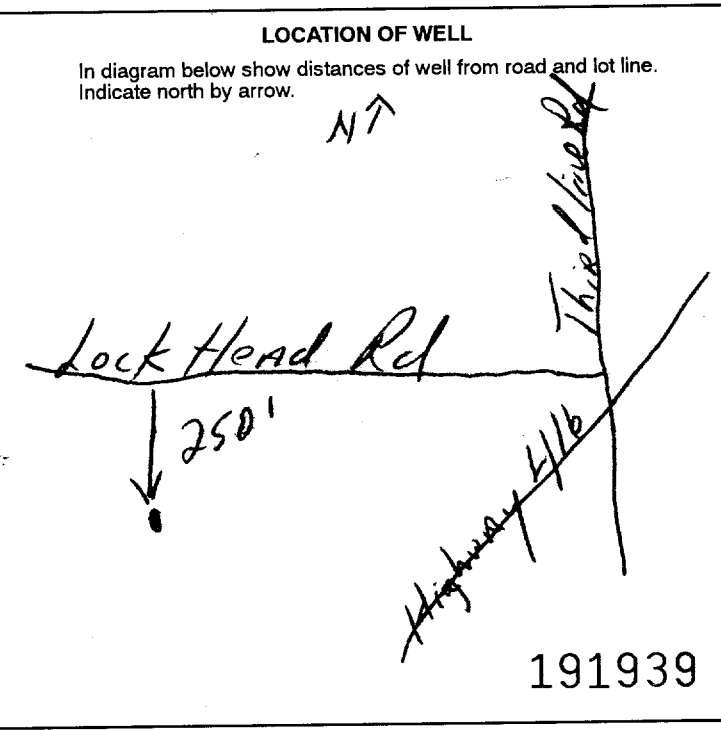 LOCATION OF WELL
In diagram below show distances of well from road and lot line.
Indicate north by arrow.
N
Third Line Rd
Lock Head Rd
250'
Highway 416
191939